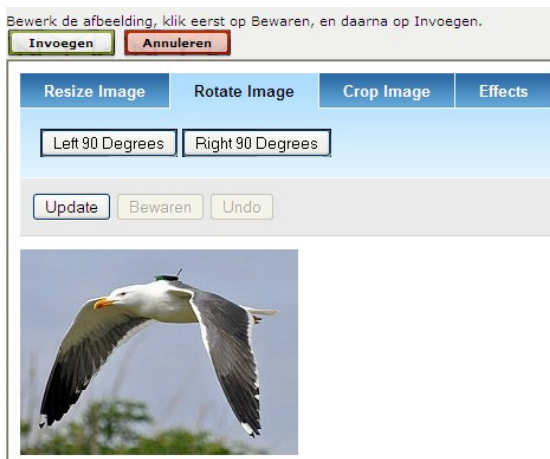 Bewerk de afbeelding, klik eerst op Bewaren, en daarna op Invoegen.
Invoegen Annuleren
Resize Image Rotate Image Crop Image Effects
Left 90 Degrees Right 90 Degrees
Update Bewaren Undo